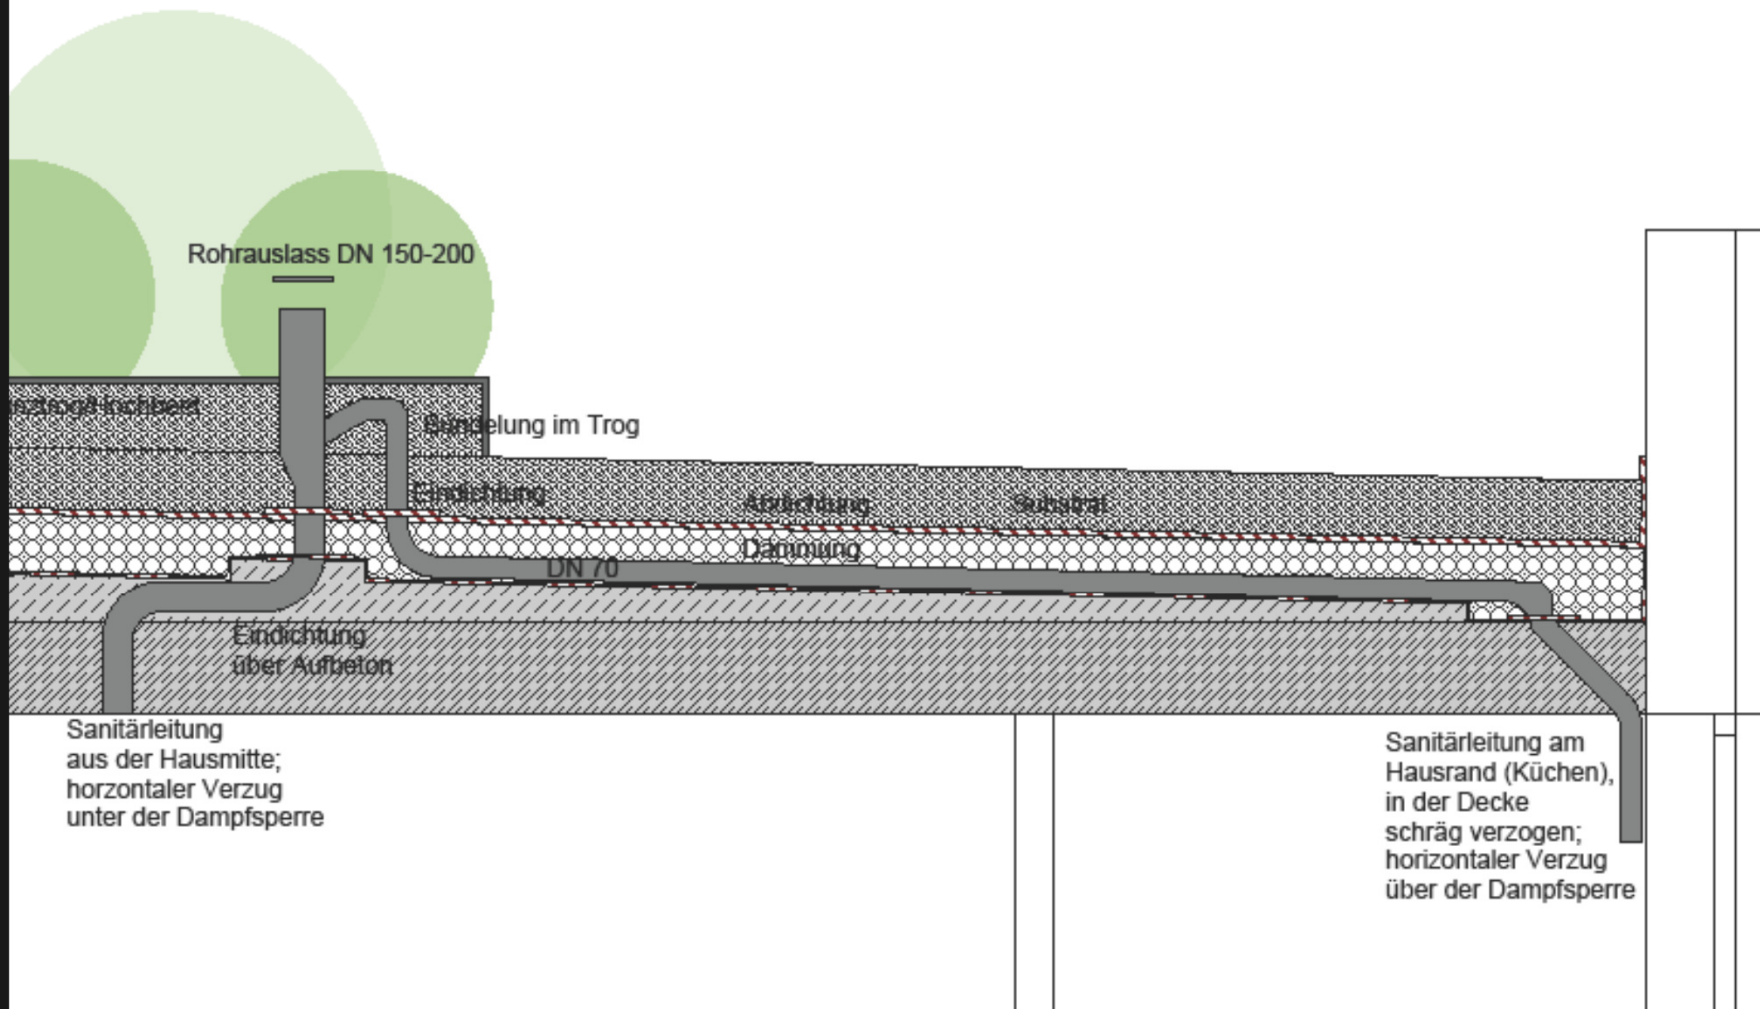 Rohrauslass DN 150-200
Bündelung im Trog
Eindichtung
Abdichtung
Substrat
Dämmung
DN 70
Eindichtung
über Aufbeton
Sanitärleitung
aus der Hausmitte;
horzontaler Verzug
unter der Dampfsperre
Sanitärleitung am
Hausrand (Küchen),
in der Decke
schräg verzogen;
horizontaler Verzug
über der Dampfsperre